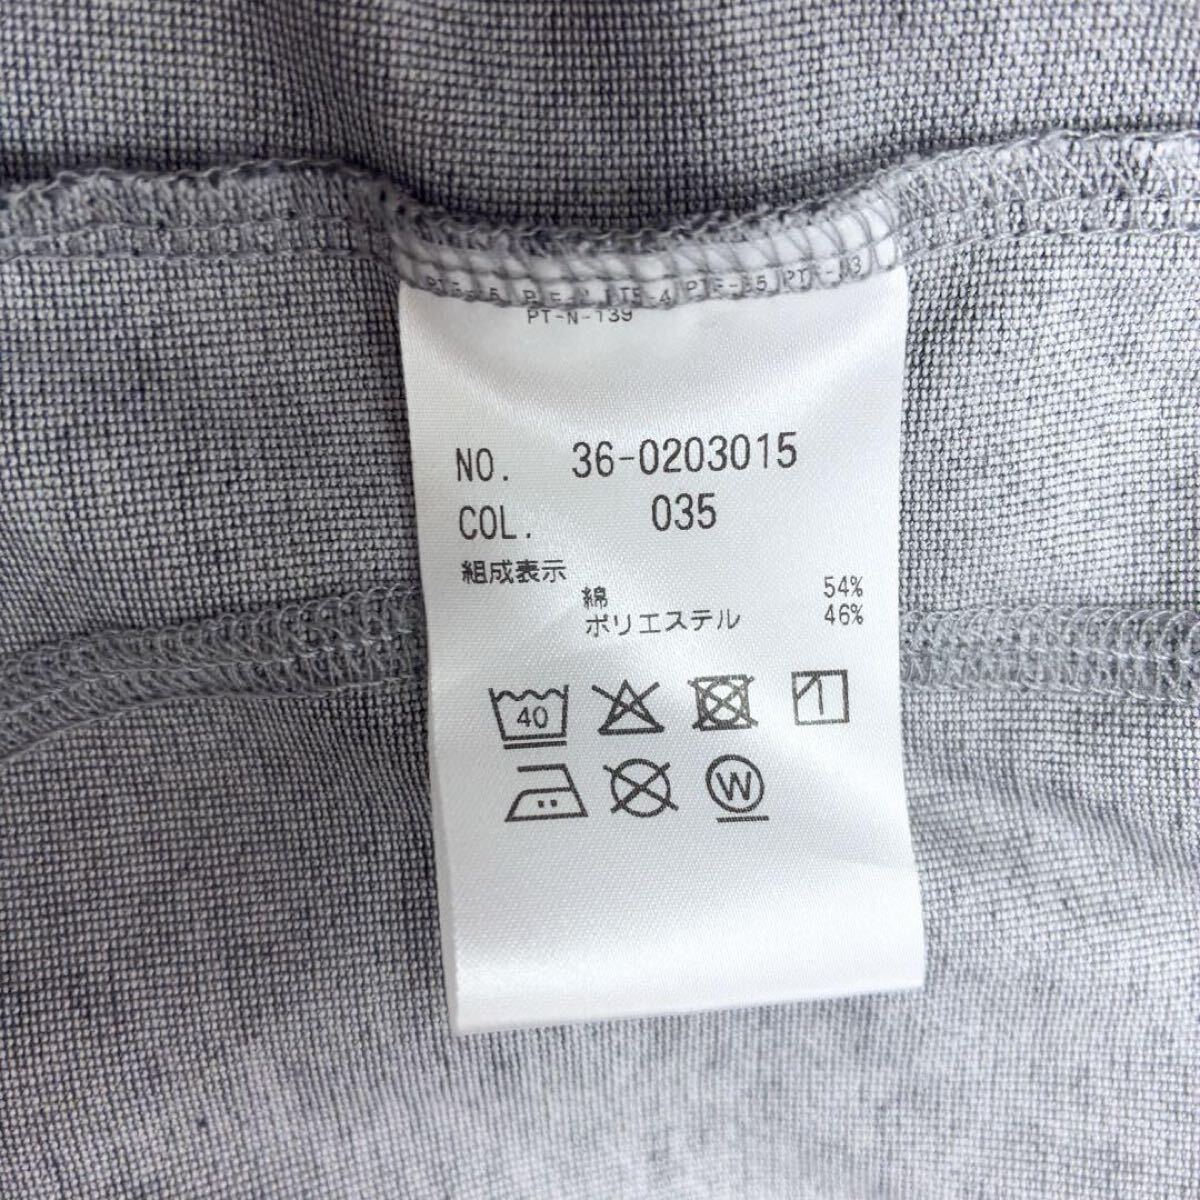 PT-N-139
NO. 36-0203015
COL. 035
組成表示
綿 54%
ポリエステル 46%
40
W